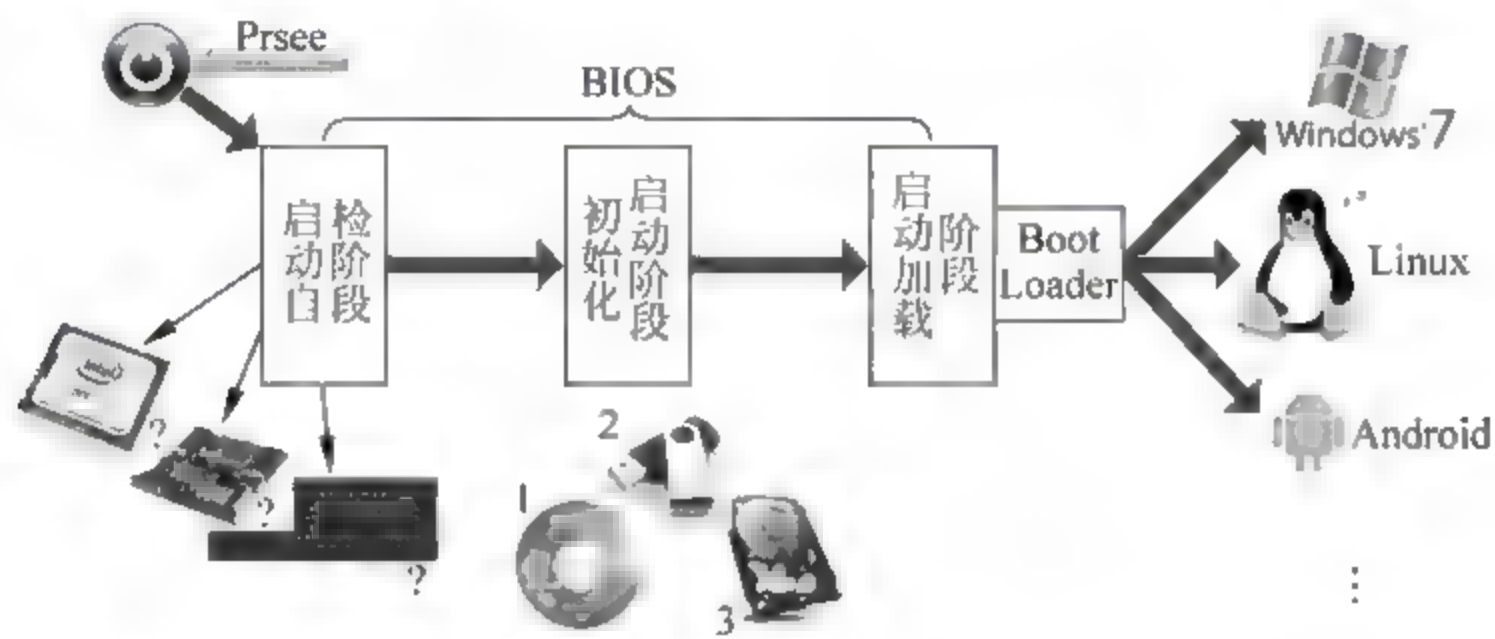 Prsee
BIOS
启动自
检阶段
初始化
启动阶段
启动加载
阶段
Boot
Loader
Windows 7
Linux
Android
?
?
?
1
2
3
⋮